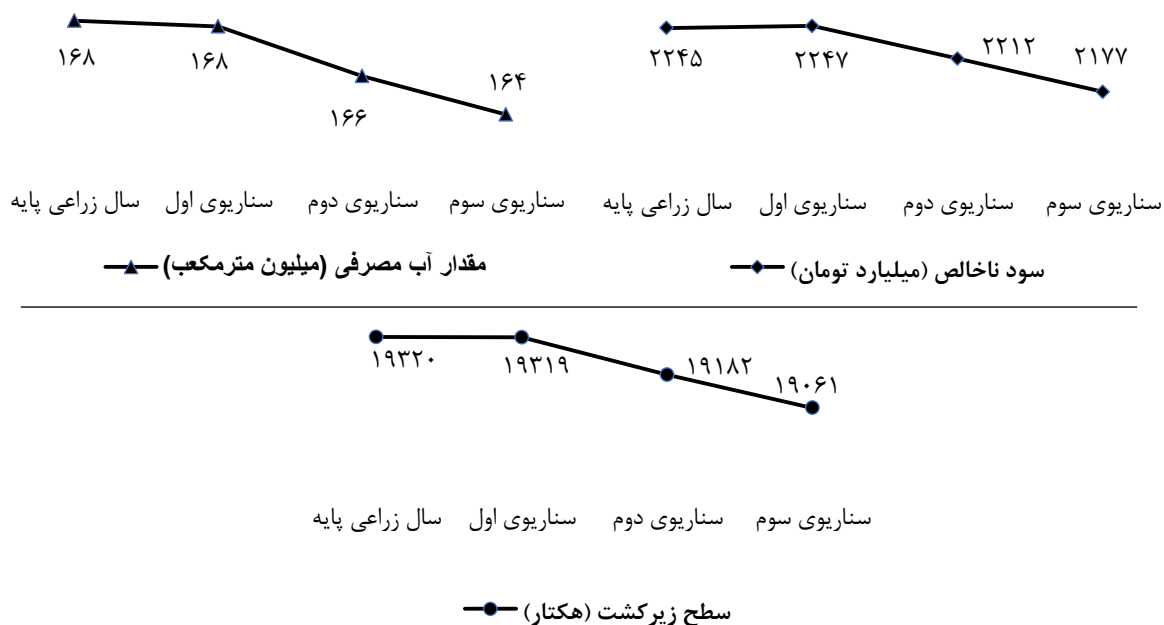 ۱۶۸ ۱۶۸ ۱۶۶ ۱۶۴
سال زراعی پایه سناریوی اول سناریوی دوم سناریوی سوم
مقدار آب مصرفی (میلیون مترمکعب)
۲۲۴۵ ۲۲۴۷ ۲۲۱۲ ۲۱۷۷
سال زراعی پایه سناریوی اول سناریوی دوم سناریوی سوم
سود ناخالص (میلیارد تومان)
۱۹۳۲۰ ۱۹۳۱۹ ۱۹۱۸۲ ۱۹۰۶۱
سال زراعی پایه سناریوی اول سناریوی دوم سناریوی سوم
سطح زیرکشت (هکتار)